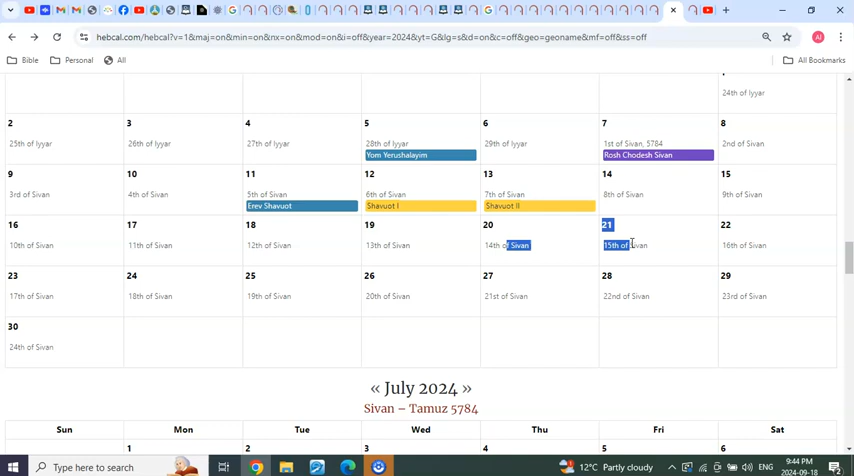 hebcal.com/hebcal?v=1&maj=on&min=on&nx=on&mod=on&i=off&year=2024&yt=G&lg=s&d=on&c=off&geo=geoname&mf=off&ss=off
AI
Bible Personal All All Bookmarks
24th of Iyyar
2 3 4 5 6 7 8
25th of Iyyar 26th of Iyyar 27th of Iyyar 28th of Iyyar 29th of Iyyar 1st of Sivan, 5784 2nd of Sivan
Yom Yerushalayim Rosh Chodesh Sivan
9 10 11 12 13 14 15
3rd of Sivan 4th of Sivan 5th of Sivan 6th of Sivan 7th of Sivan 8th of Sivan 9th of Sivan
Erev Shavuot Shavuot I Shavuot II
16 17 18 19 20 21 22
10th of Sivan 11th of Sivan 12th of Sivan 13th of Sivan 14th of Sivan 15th of Sivan 16th of Sivan
23 24 25 26 27 28 29
17th of Sivan 18th of Sivan 19th of Sivan 20th of Sivan 21st of Sivan 22nd of Sivan 23rd of Sivan
30
24th of Sivan
« July 2024 »
Sivan – Tamuz 5784
Sun Mon Tue Wed Thu Fri Sat
1 2 3 4 5 6
Type here to search 12°C Partly cloudy ENG 9:44 PM
2024-09-18